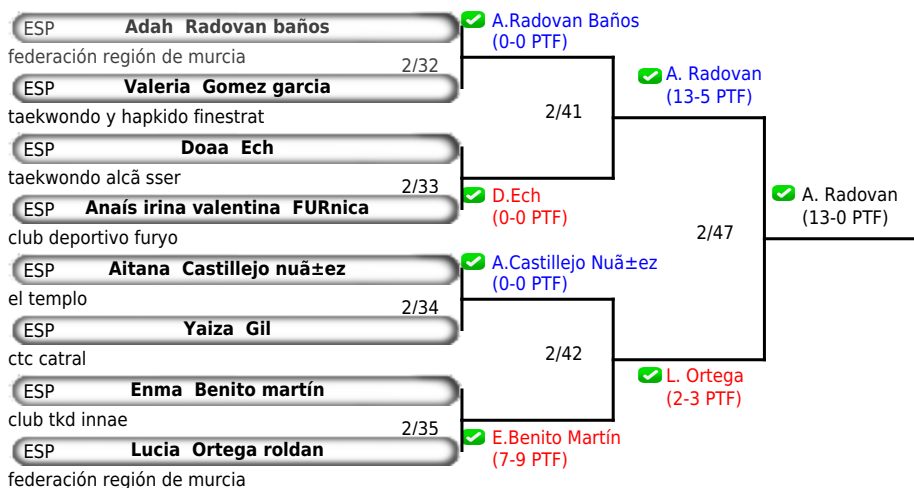 ESP Adah Radovan baños
federación región de murcia
2/32
ESP Valeria Gomez garcia
taekwondo y hapkido finestrat
ESP Doaa Ech
taekwondo alcã sser
2/33
ESP Anaís irina valentina FURnica
club deportivo furyo
ESP Aitana Castillejo nuã±ez
el templo
2/34
ESP Yaiza Gil
ctc catral
ESP Enma Benito martín
club tkd innae
2/35
ESP Lucia Ortega roldan
federación región de murcia
A.Radovan Baños
(0-0 PTF)
2/41
D.Ech
(0-0 PTF)
A.Castillejo Nuã±ez
(0-0 PTF)
2/42
E.Benito Martín
(7-9 PTF)
A. Radovan
(13-5 PTF)
2/47
L. Ortega
(2-3 PTF)
A. Radovan
(13-0 PTF)